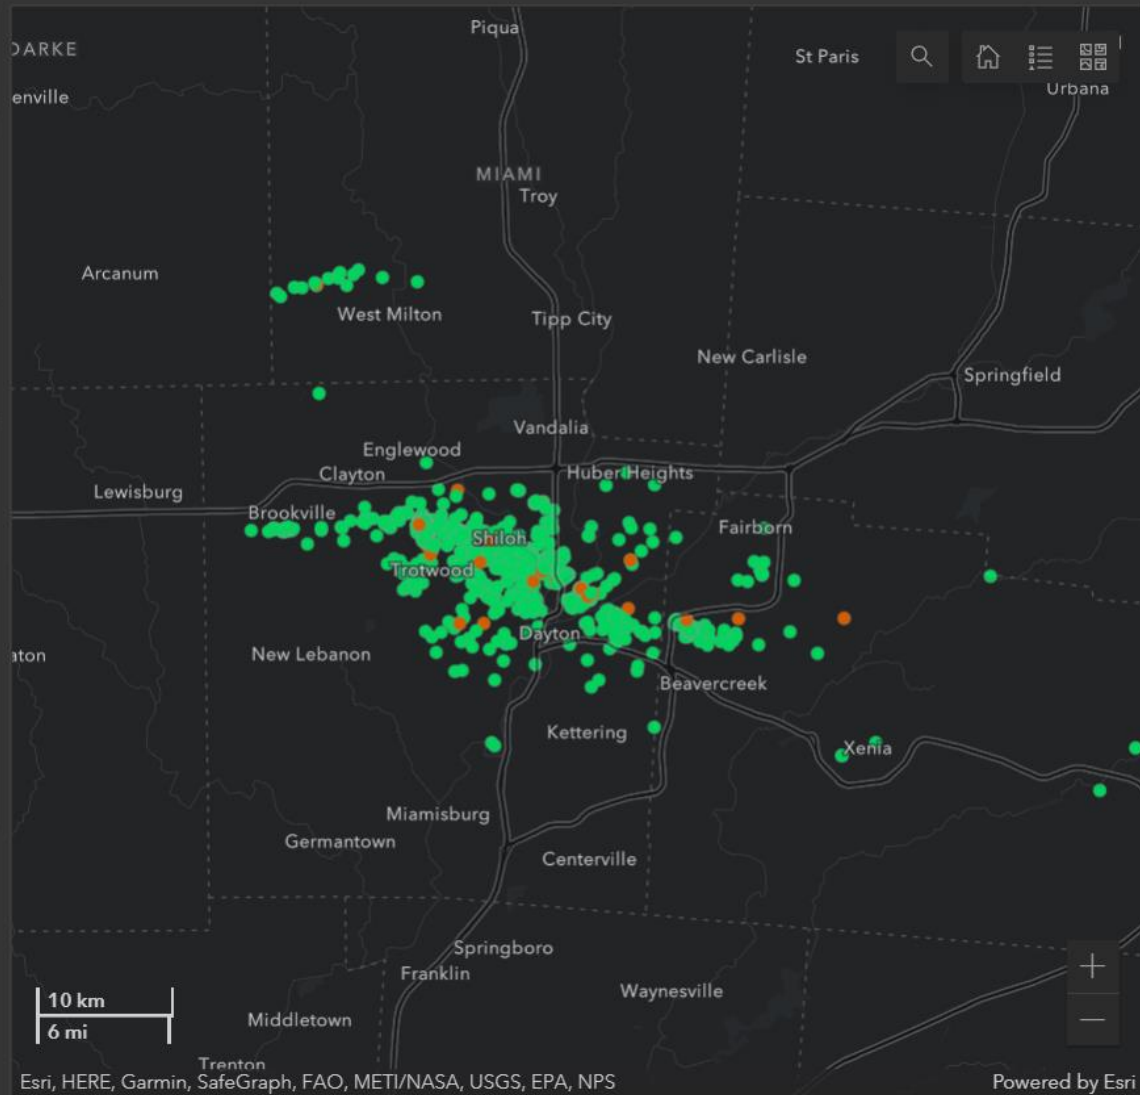 Piqua
DARKE
St Paris
enville
Urbana
MIAMI
Troy
Arcanum
West Milton
Tipp City
New Carlisle
Springfield
Vandalia
Englewood
Clayton
Huber Heights
Lewisburg
Brookville
Fairborn
Shiloh
Trotwood
Dayton
New Lebanon
aton
Beavercreek
Kettering
Xenia
Miamisburg
Germantown
Centerville
Springboro
Franklin
Waynesville
10 km
6 mi
Middletown
Trenton
Esri, HERE, Garmin, SafeGraph, FAO, METI/NASA, USGS, EPA, NPS
Powered by Esri